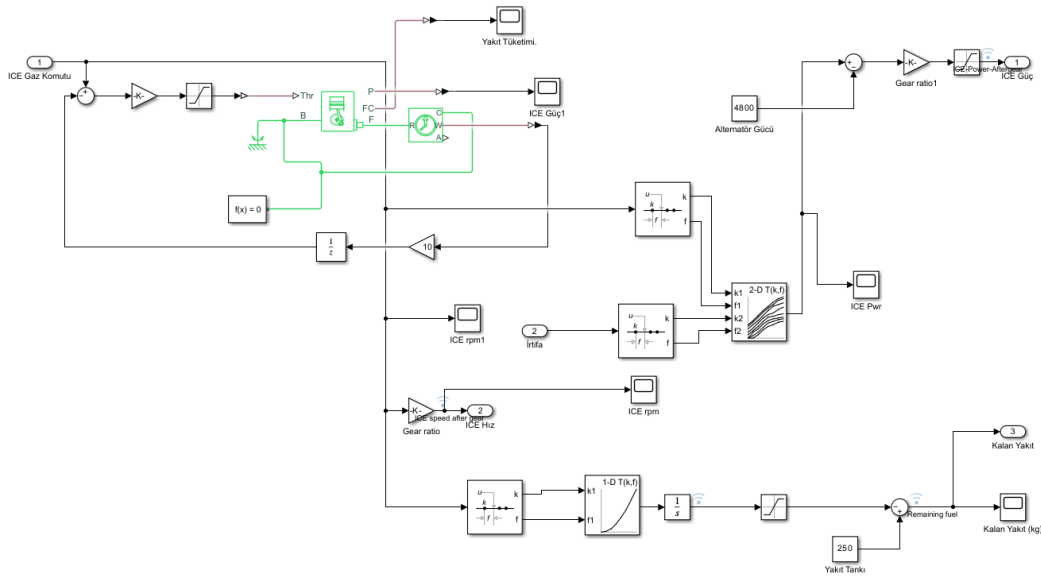 Yakıt Tüketimi.
1
ICE Gaz Komutu
-K-
Thr
B
P
FC
F
R
C
W
A
ICE Güç1
f(x) = 0
1
z
10
4800
Alternatör Gücü
-K-
Gear ratio1
ICE-Power-Aftergear
1
ICE Güç
u
k
f
k
f
2
İrtifa
u
k
f
k
f
2-D T(k,f)
k1
f1
k2
f2
ICE Pwr
ICE rpm1
ICE rpm
-K-
Gear ratio
ICE speed after gear
2
ICE Hız
u
k
f
k
f
1-D T(k,f)
k1
f1
1
s
250
Yakıt Tankı
Remaining fuel
3
Kalan Yakıt
Kalan Yakıt (kg)